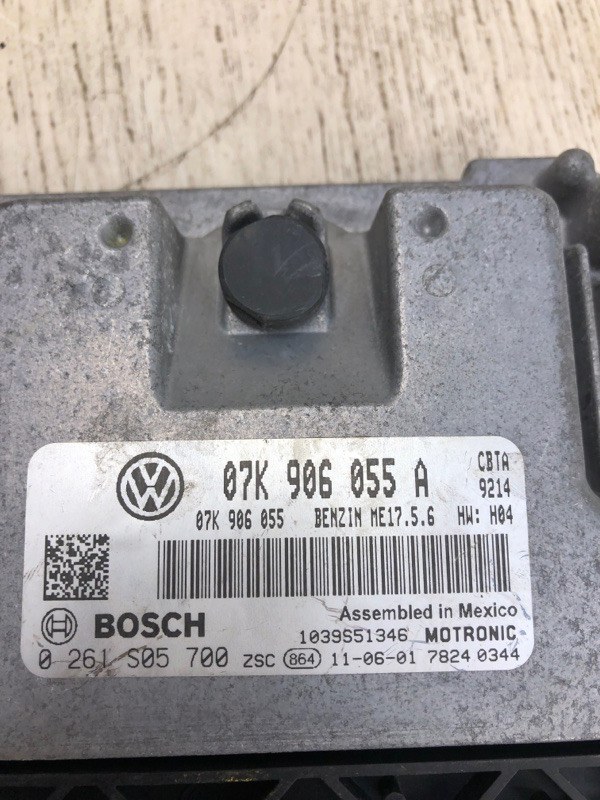 07K 906 055 A CBTA
9214
07K 906 055 BENZIN ME17.5.6 HW: H04
Assembled in Mexico
BOSCH 1039S51346 MOTRONIC
0 261 S05 700 ZSC 864 11-06-01 7824 0344